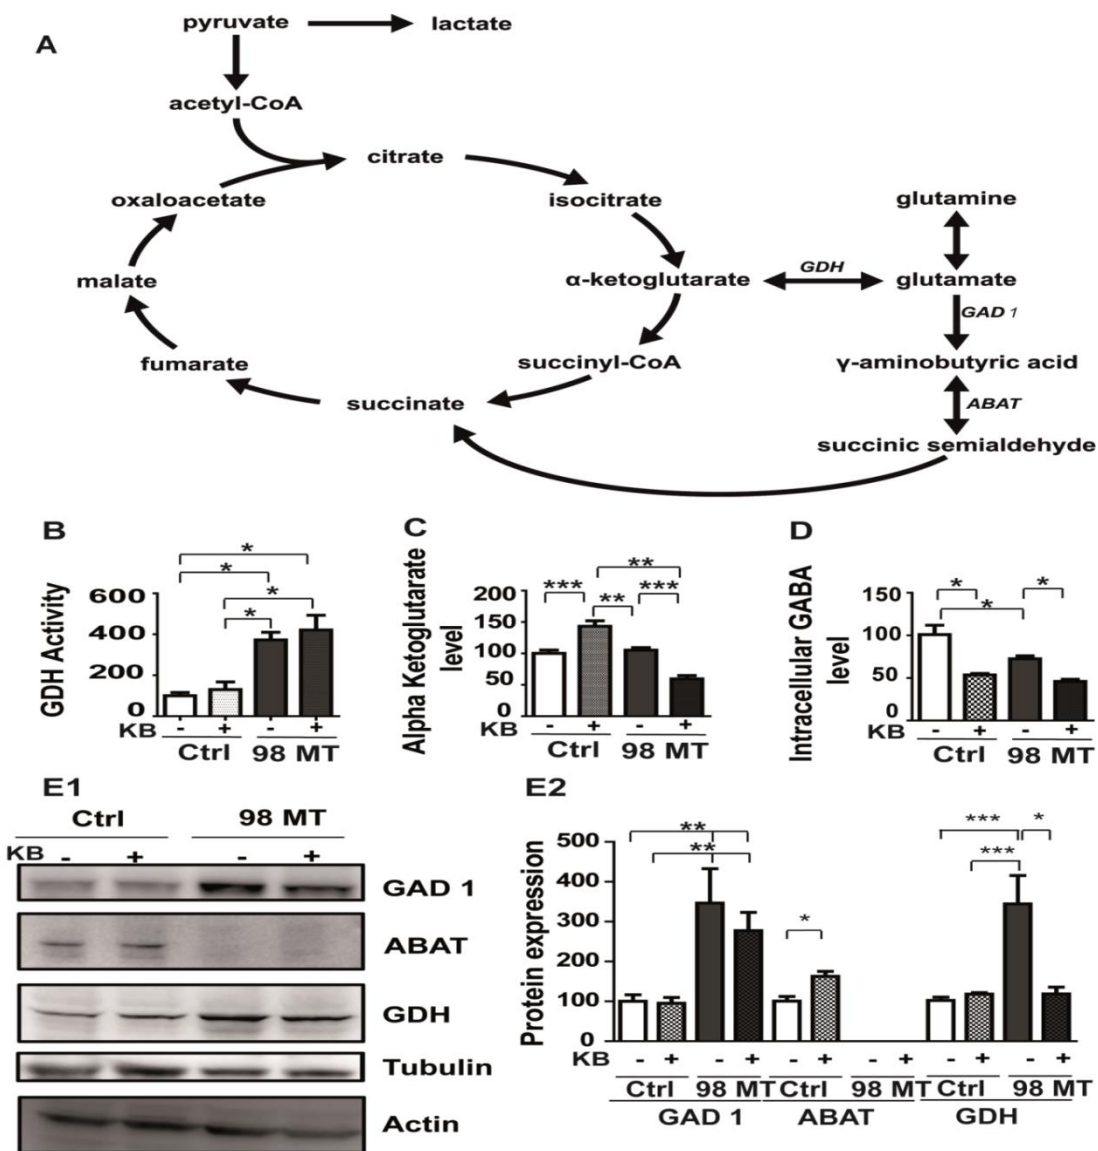 A
pyruvate lactate
acetyl-CoA
citrate
oxaloacetate isocitrate glutamine
malate α-ketoglutarate GDH glutamate
GAD 1
fumarate succinyl-CoA γ-aminobutyric acid
succinate ABAT
succinic semialdehyde
B
GDH Activity
600
400
200
0
* * * *
KB - + - +
Ctrl 98 MT
C
Alpha Ketoglutarate level
200
150
100
50
0
*** ** ** ***
KB - + - +
Ctrl 98 MT
D
Intracellular GABA level
150
100
50
0
* * *
KB - + - +
Ctrl 98 MT
E1
Ctrl 98 MT
KB - + - +
GAD 1
ABAT
GDH
Tubulin
Actin
E2
Protein expression
500
400
300
200
100
0
** ** * *** *** *
KB - + - + - + - + - + - +
Ctrl 98 MT Ctrl 98 MT Ctrl 98 MT
GAD 1 ABAT GDH